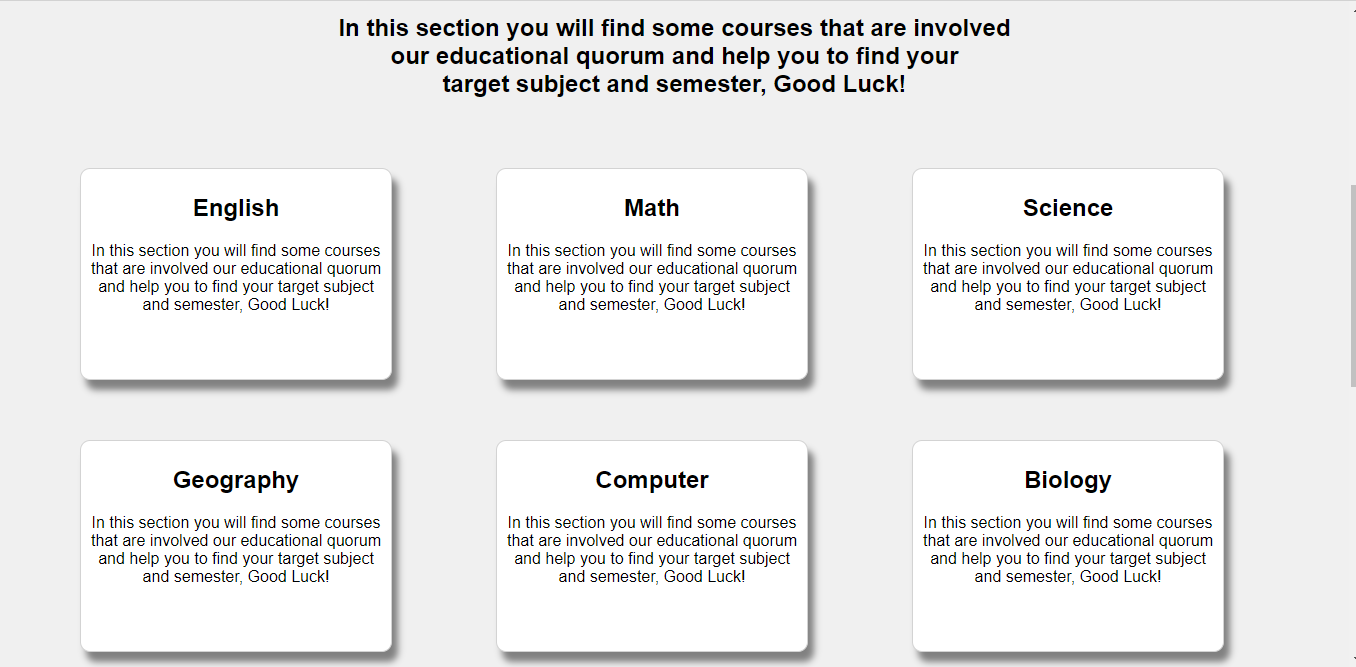 In this section you will find some courses that are involved
our educational quorum and help you to find your
target subject and semester, Good Luck!
English
In this section you will find some courses
that are involved our educational quorum
and help you to find your target subject
and semester, Good Luck!
Math
In this section you will find some courses
that are involved our educational quorum
and help you to find your target subject
and semester, Good Luck!
Science
In this section you will find some courses
that are involved our educational quorum
and help you to find your target subject
and semester, Good Luck!
Geography
In this section you will find some courses
that are involved our educational quorum
and help you to find your target subject
and semester, Good Luck!
Computer
In this section you will find some courses
that are involved our educational quorum
and help you to find your target subject
and semester, Good Luck!
Biology
In this section you will find some courses
that are involved our educational quorum
and help you to find your target subject
and semester, Good Luck!